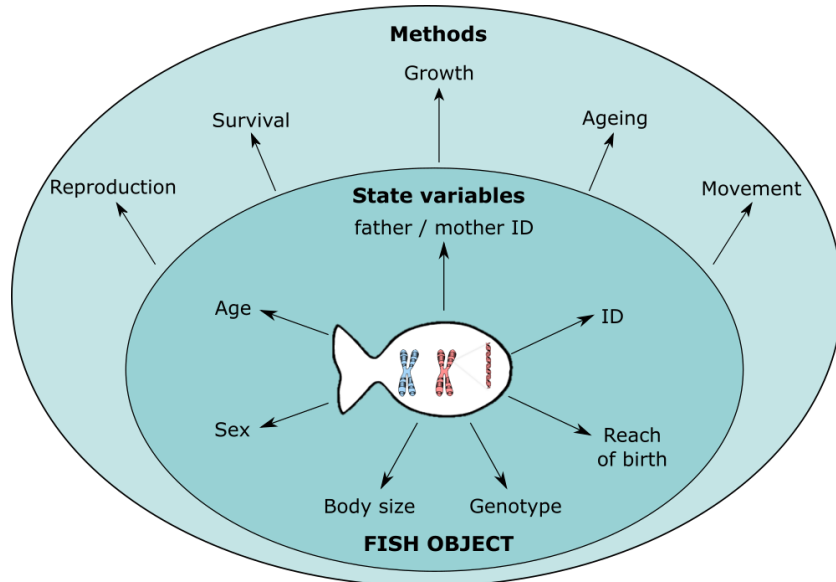 Methods
Growth
Survival
Ageing
Reproduction
Movement
State variables
father / mother ID
Age
ID
Sex
Reach
of birth
Body size
Genotype
FISH OBJECT